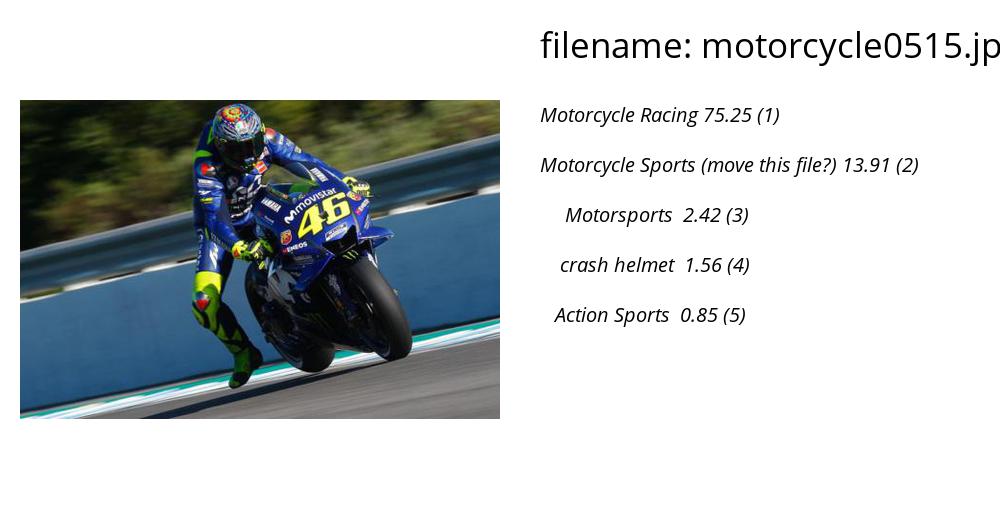 filename: motorcycle0515.jp
Motorcycle Racing 75.25 (1)
Motorcycle Sports (move this file?) 13.91 (2)
Motorsports 2.42 (3)
crash helmet 1.56 (4)
Action Sports 0.85 (5)
movistar
46
YAMAHA
ENEOS